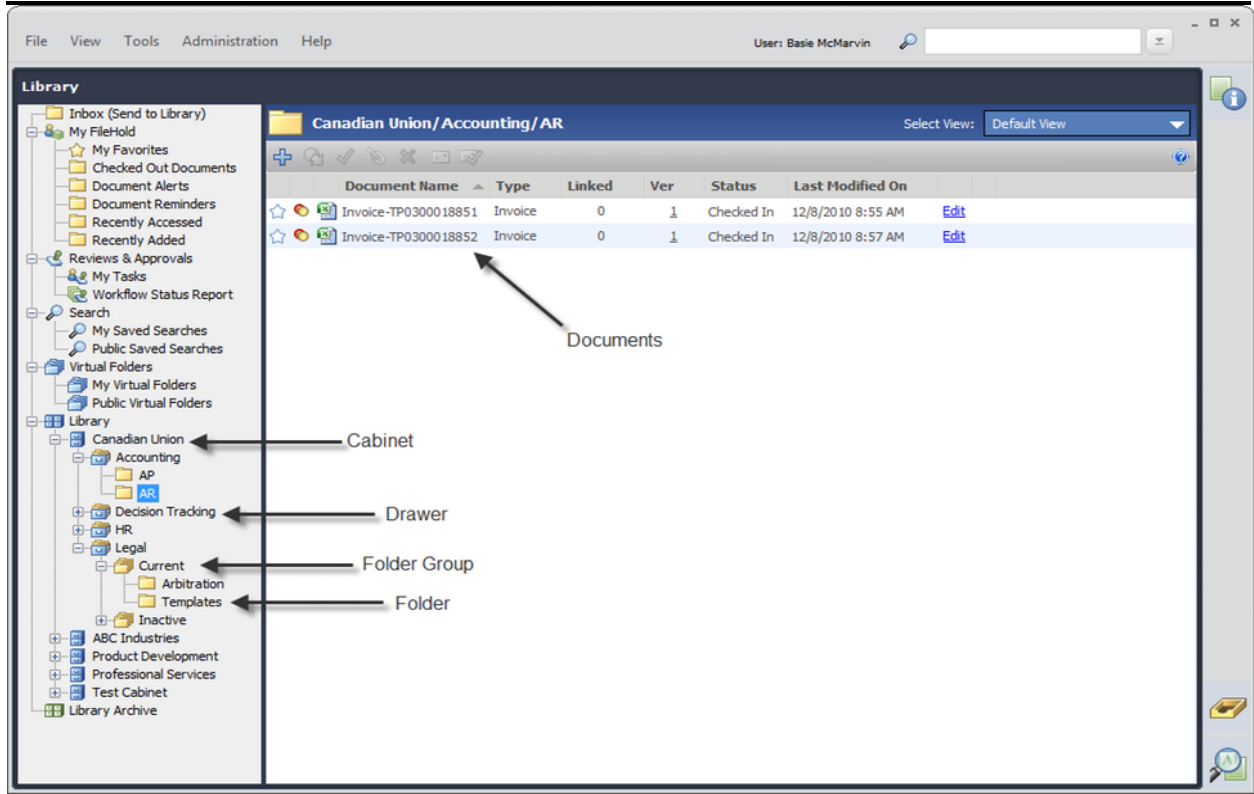 File View Tools Administration Help User: Basie McMarvin
Library
Inbox (Send to Library)
My FileHold
My Favorites
Checked Out Documents
Document Alerts
Document Reminders
Recently Accessed
Recently Added
Reviews & Approvals
My Tasks
Workflow Status Report
Search
My Saved Searches
Public Saved Searches
Virtual Folders
My Virtual Folders
Public Virtual Folders
Library
Canadian Union
Accounting
AP
AR
Decision Tracking
HR
Legal
Current
Arbitration
Templates
Inactive
ABC Industries
Product Development
Professional Services
Test Cabinet
Library Archive
Canadian Union/Accounting/AR Select View: Default View
Document Name Type Linked Ver Status Last Modified On
Invoice-TP0300018851 Invoice 0 1 Checked In 12/8/2010 8:55 AM Edit
Invoice-TP0300018852 Invoice 0 1 Checked In 12/8/2010 8:57 AM Edit
Documents
Cabinet
Drawer
Folder Group
Folder